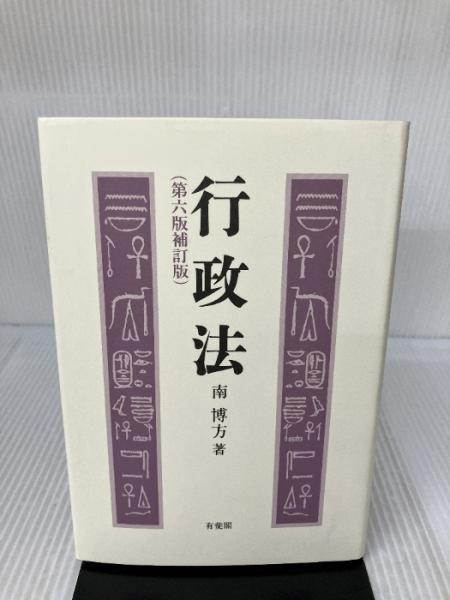 行政法
(第六版補訂版)
南 博方 著
有斐閣